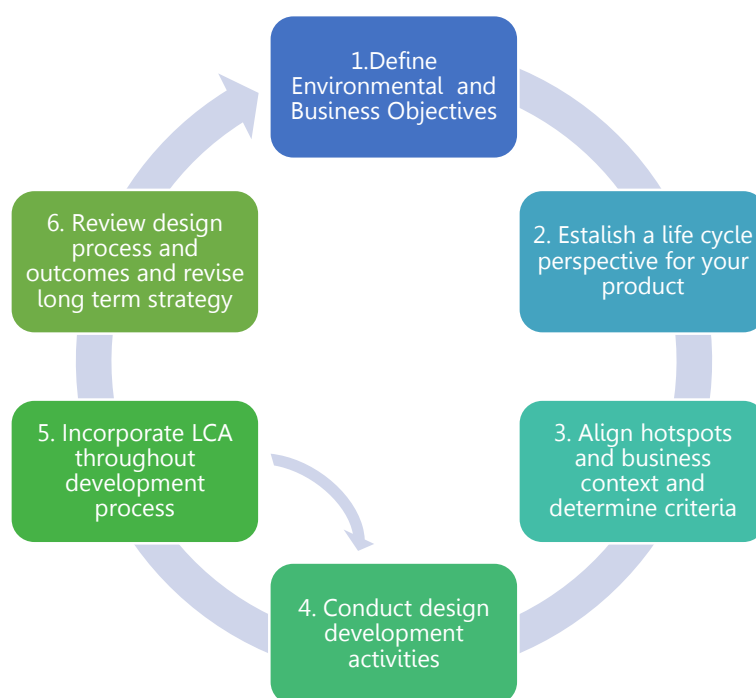 1.Define
Environmental and
Business Objectives
2. Estalish a life cycle
perspective for your
product
3. Align hotspots
and business
context and
determine criteria
4. Conduct design
development
activities
5. Incorporate LCA
throughout
development
process
6. Review design
process and
outcomes and revise
long term strategy